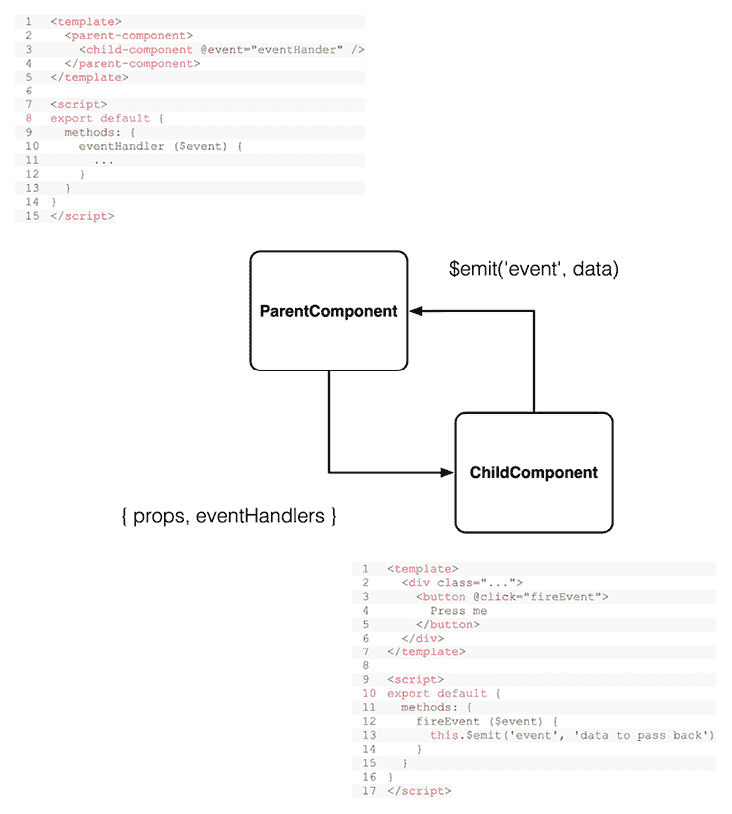 1 <template>
2 <parent-component>
3 <child-component @event="eventHander" />
4 </parent-component>
5 </template>
6
7 <script>
8 export default {
9 methods: {
10 eventHandler ($event) {
11 ...
12 }
13 }
14 }
15 </script>
$emit('event', data)
ParentComponent
ChildComponent
{ props, eventHandlers }
1 <template>
2 <div class="...">
3 <button @click="fireEvent">
4 Press me
5 </button>
6 </div>
7 </template>
8
9 <script>
10 export default {
11 methods: {
12 fireEvent ($event) {
13 this.$emit('event', 'data to pass back')
14 }
15 }
16 }
17 </script>